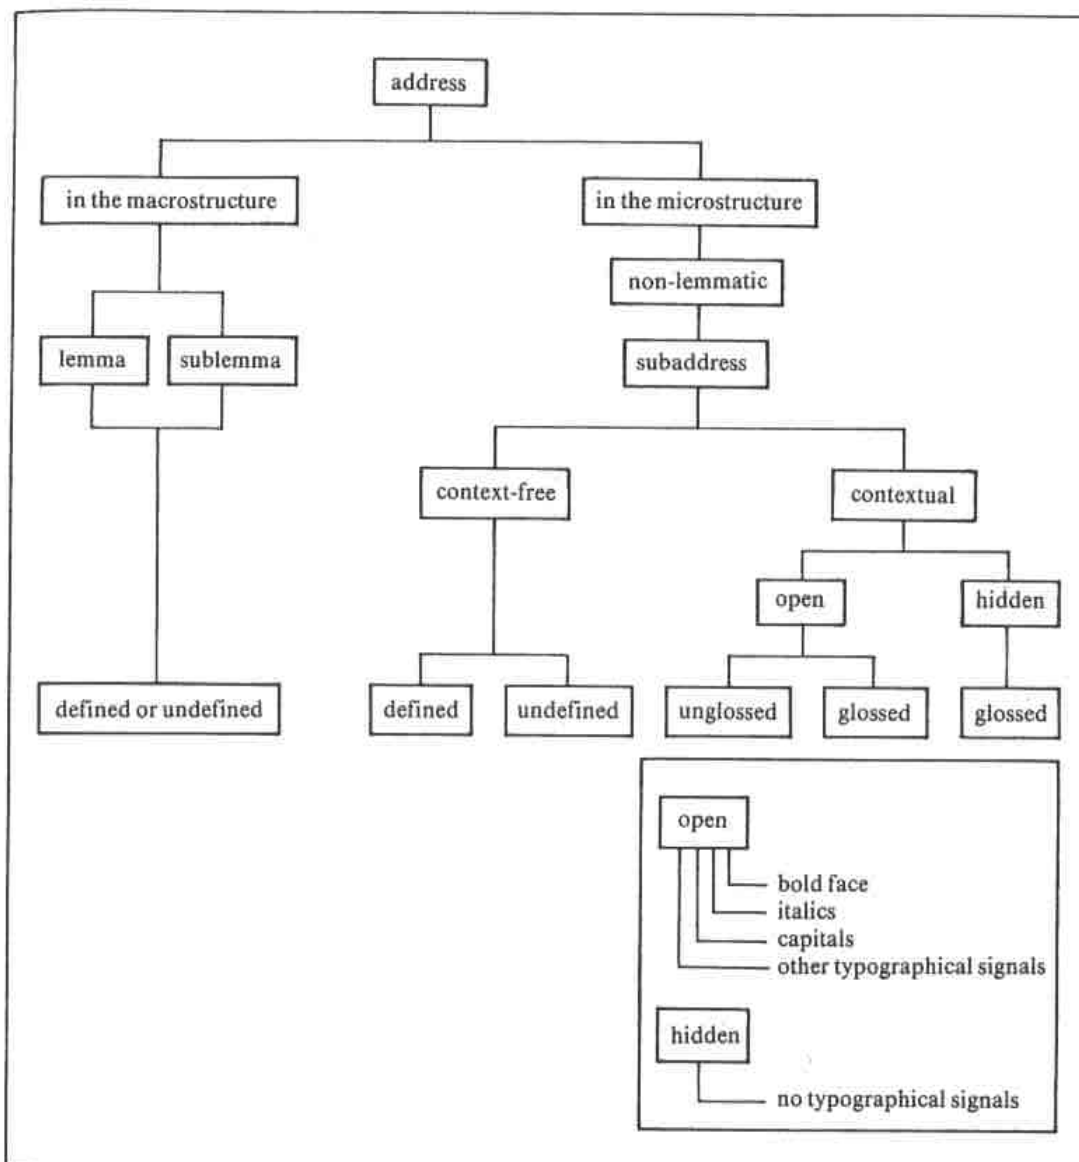 address
in the macrostructure
in the microstructure
non-lemmatic
lemma
sublemma
subaddress
context-free
contextual
open
hidden
defined or undefined
defined
undefined
unglossed
glossed
glossed
open
bold face
italics
capitals
other typographical signals
hidden
no typographical signals